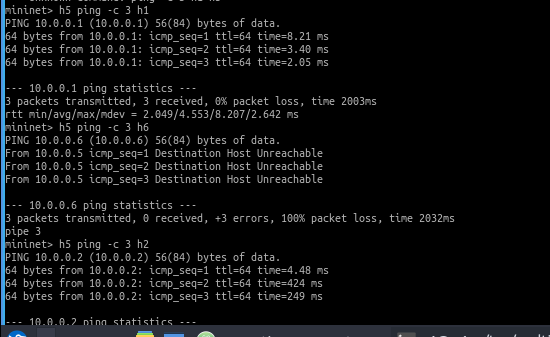 mininet> h5 ping -c 3 h1
PING 10.0.0.1 (10.0.0.1) 56(84) bytes of data.
64 bytes from 10.0.0.1: icmp_seq=1 ttl=64 time=8.21 ms
64 bytes from 10.0.0.1: icmp_seq=2 ttl=64 time=3.40 ms
64 bytes from 10.0.0.1: icmp_seq=3 ttl=64 time=2.05 ms
--- 10.0.0.1 ping statistics ---
3 packets transmitted, 3 received, 0% packet loss, time 2003ms
rtt min/avg/max/mdev = 2.049/4.553/8.207/2.642 ms
mininet> h5 ping -c 3 h6
PING 10.0.0.6 (10.0.0.6) 56(84) bytes of data.
From 10.0.0.5 icmp_seq=1 Destination Host Unreachable
From 10.0.0.5 icmp_seq=2 Destination Host Unreachable
From 10.0.0.5 icmp_seq=3 Destination Host Unreachable
--- 10.0.0.6 ping statistics ---
3 packets transmitted, 0 received, +3 errors, 100% packet loss, time 2032ms
pipe 3
mininet> h5 ping -c 3 h2
PING 10.0.0.2 (10.0.0.2) 56(84) bytes of data.
64 bytes from 10.0.0.2: icmp_seq=1 ttl=64 time=4.48 ms
64 bytes from 10.0.0.2: icmp_seq=2 ttl=64 time=424 ms
64 bytes from 10.0.0.2: icmp_seq=3 ttl=64 time=249 ms
--- 10.0.0.2 ping statistics ---